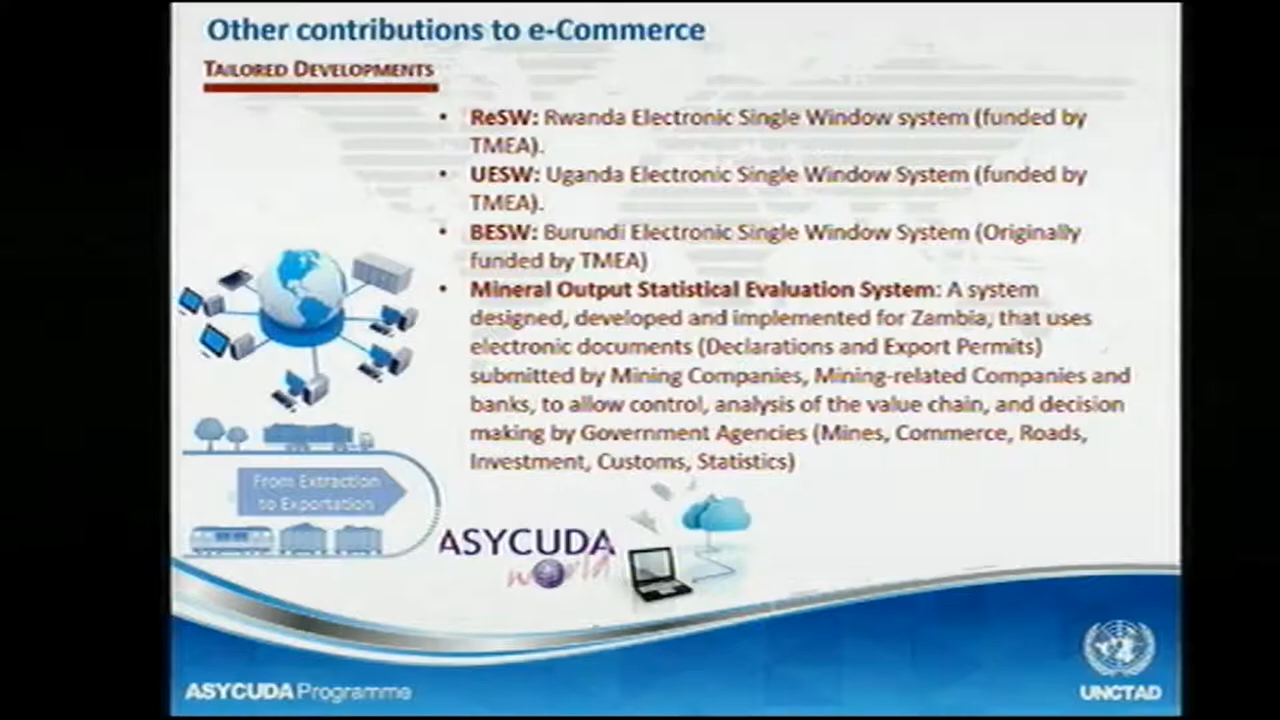 Other contributions to e-Commerce
TAILORED DEVELOPMENTS
• ReSW: Rwanda Electronic Single Window system (funded by
TMEA).
• UESW: Uganda Electronic Single Window System (funded by
TMEA).
• BESW: Burundi Electronic Single Window System (Originally
funded by TMEA)
• Mineral Output Statistical Evaluation System: A system
designed, developed and implemented for Zambia, that uses
electronic documents (Declarations and Export Permits)
submitted by Mining Companies, Mining-related Companies and
banks, to allow control, analysis of the value chain, and decision
making by Government Agencies (Mines, Commerce, Roads,
Investment, Customs, Statistics)
From Extraction
to Exportation
ASYCUDA
world
ASYCUDA Programme
UNCTAD